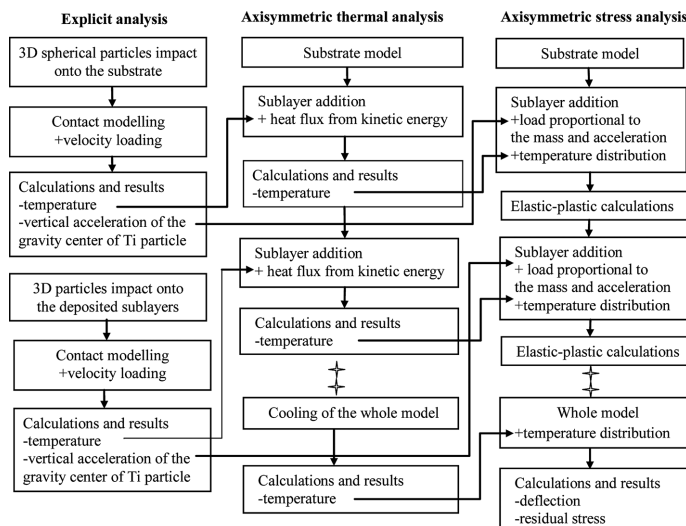 Explicit analysis
3D spherical particles impact
onto the substrate
Contact modelling
+velocity loading
Calculations and results
-temperature
-vertical acceleration of the
gravity center of Ti particle
3D particles impact onto
the deposited sublayers
Contact modelling
+velocity loading
Calculations and results
-temperature
-vertical acceleration of the
gravity center of Ti particle
Axisymmetric thermal analysis
Substrate model
Sublayer addition
+ heat flux from kinetic energy
Calculations and results
-temperature
Sublayer addition
+ heat flux from kinetic energy
Calculations and results
-temperature
Cooling of the whole model
Calculations and results
-temperature
Axisymmetric stress analysis
Substrate model
Sublayer addition
+load proportional to
the mass and acceleration
+temperature distribution
Elastic-plastic calculations
Sublayer addition
+ load proportional to
the mass and acceleration
+temperature distribution
Elastic-plastic calculations
Whole model
+temperature distribution
Calculations and results
-deflection
-residual stress